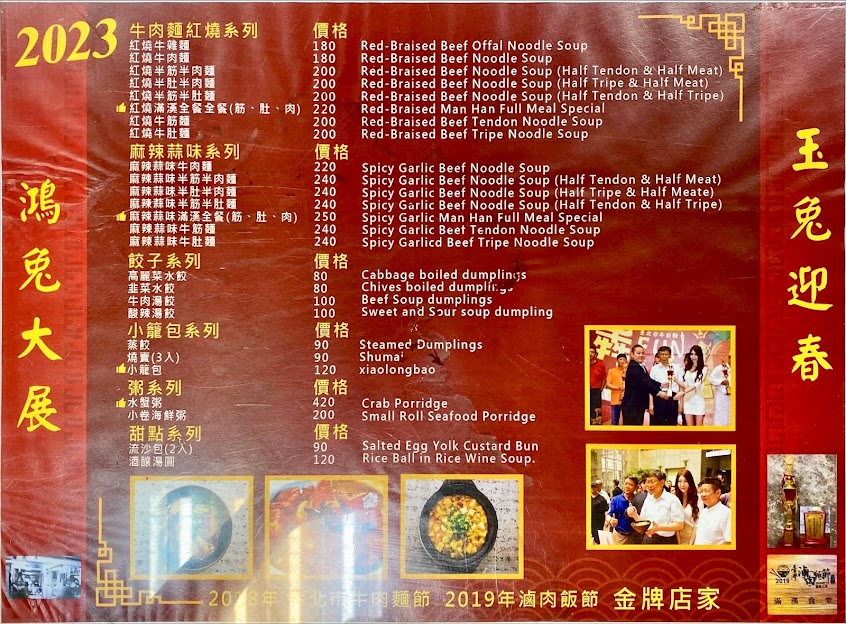 2023
鴻兔大展
玉兔迎春
牛肉麵紅燒系列 價格
紅燒牛雜麵 180 Red-Braised Beef Offal Noodle Soup
紅燒牛肉麵 180 Red-Braised Beef Noodle Soup
紅燒半筋半肉麵 200 Red-Braised Beef Noodle Soup (Half Tendon & Half Meat)
紅燒半肚半肉麵 200 Red-Braised Beef Noodle Soup (Half Tripe & Half Meat)
紅燒半筋半肚麵 200 Red-Braised Beef Noodle Soup (Half Tendon & Half Tripe)
紅燒滿漢全餐全餐(筋、肚、肉) 220 Red-Braised Man Han Full Meal Special
紅燒牛筋麵 200 Red-Braised Beef Tendon Noodle Soup
紅燒牛肚麵 200 Red-Braised Beef Tripe Noodle Soup
麻辣蒜味系列 價格
麻辣蒜味牛肉麵 220 Spicy Garlic Beef Noodle Soup
麻辣蒜味半筋半肉麵 240 Spicy Garlic Beef Noodle Soup (Half Tendon & Half Meat)
麻辣蒜味半肚半肉麵 240 Spicy Garlic Beef Noodle Soup (Half Tripe & Half Meate)
麻辣蒜味半筋半肚麵 240 Spicy Garlic Beef Noodle Soup (Half Tendon & Half Tripe)
麻辣蒜味滿漢全餐(筋、肚、肉) 250 Spicy Garlic Man Han Full Meal Special
麻辣蒜味牛筋麵 240 Spicy Garlic Beef Tendon Noodle Soup
麻辣蒜味牛肚麵 240 Spicy Garlicd Beef Tripe Noodle Soup
餃子系列 價格
高麗菜水餃 80 Cabbage boiled dumplings
韭菜水餃 80 Chives boiled dumplings
牛肉湯餃 100 Beef Soup dumplings
酸辣湯餃 100 Sweet and Sour soup dumpling
小籠包系列 價格
蒸餃 90 Steamed Dumplings
燒賣(3入) 90 Shumai
小籠包 120 xiaolongbao
粥系列 價格
水蟹粥 420 Crab Porridge
小卷海鮮粥 200 Small Roll Seafood Porridge
甜點系列 價格
流沙包(2入) 90 Salted Egg Yolk Custard Bun
酒釀湯圓 120 Rice Ball in Rice Wine Soup.
FUN
2019
滿漢食堂
2018年 台北市牛肉麵節 2019年滷肉飯節 金牌店家